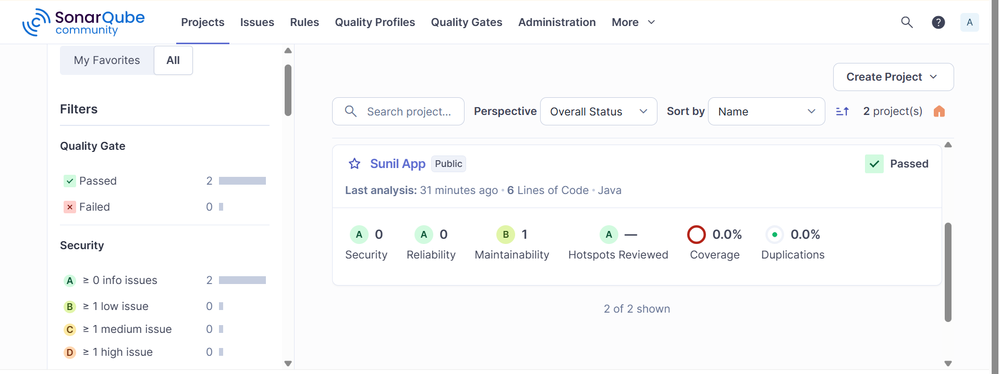 SonarQube community
Projects Issues Rules Quality Profiles Quality Gates Administration More ? A
My Favorites All
Filters
Quality Gate
Passed 2
Failed 0
Security
A ≥ 0 info issues 2
B ≥ 1 low issue 0
C ≥ 1 medium issue 0
D ≥ 1 high issue 0
Create Project
Search project... Perspective Overall Status Sort by Name 2 project(s)
Sunil App Public Passed
Last analysis: 31 minutes ago • 6 Lines of Code • Java
A 0 A 0 B 1 A — 0.0% 0.0%
Security Reliability Maintainability Hotspots Reviewed Coverage Duplications
2 of 2 shown